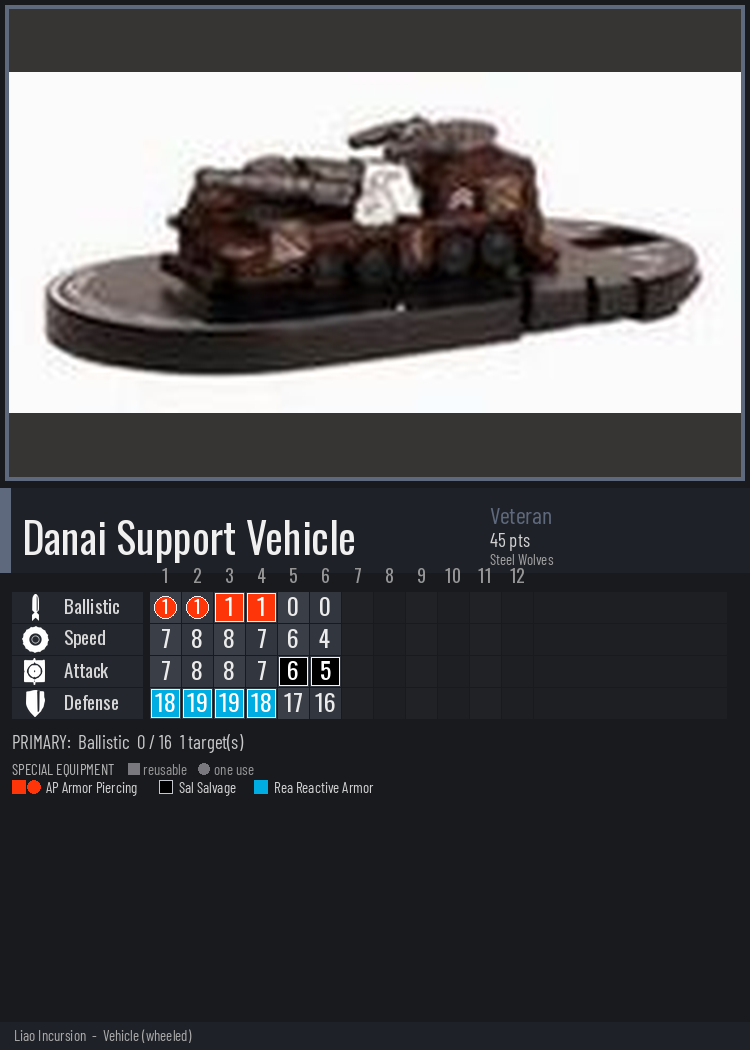 Danai Support Vehicle
Veteran
45 pts
Steel Wolves
1 2 3 4 5 6 7 8 9 10 11 12
Ballistic 1 1 1 1 0 0
Speed 7 8 8 7 6 4
Attack 7 8 8 7 6 5
Defense 18 19 19 18 17 16
PRIMARY: Ballistic 0 / 16 1 target(s)
SPECIAL EQUIPMENT reusable one use
AP Armor Piercing Sal Salvage Rea Reactive Armor
Liao Incursion - Vehicle (wheeled)